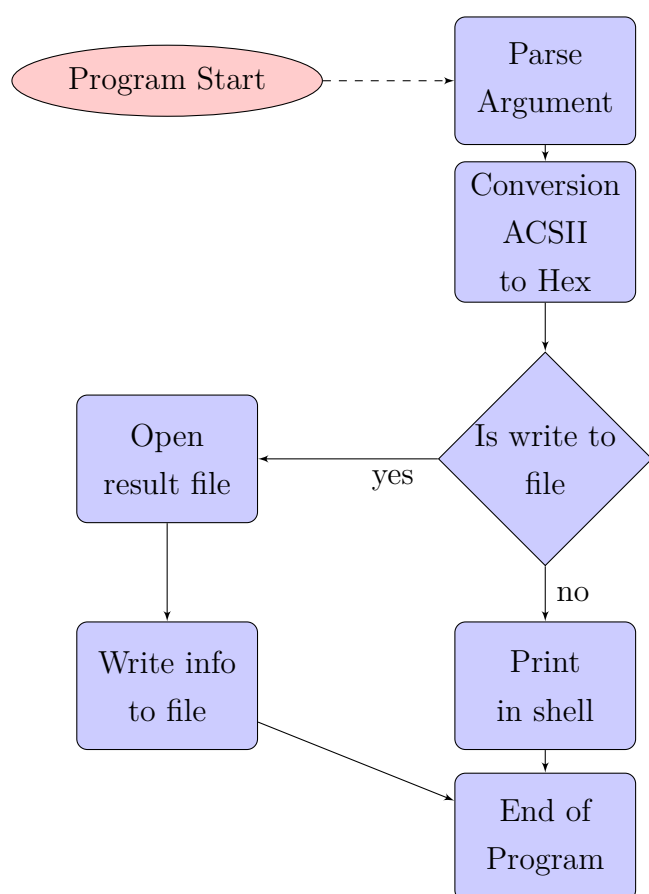 Program Start
Parse
Argument
Conversion
ACSII
to Hex
Is write to
file
yes
Open
result file
no
Write info
to file
Print
in shell
End of
Program